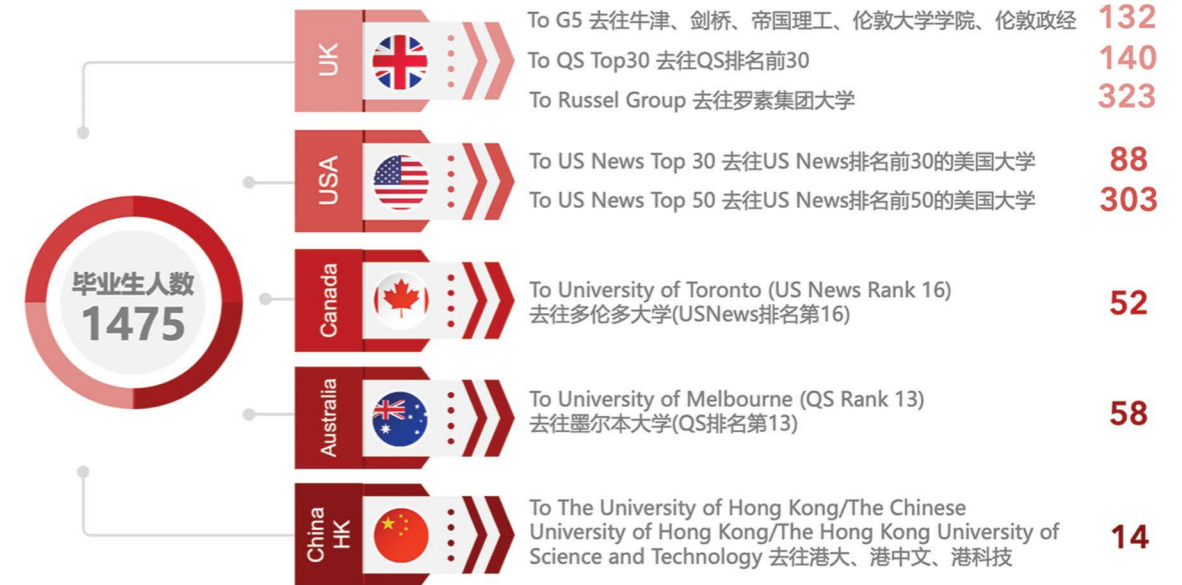 UK
To G5 去往牛津、剑桥、帝国理工、伦敦大学学院、伦敦政经 132
To QS Top30 去往QS排名前30 140
To Russel Group 去往罗素集团大学 323
USA
To US News Top 30 去往US News排名前30的美国大学 88
To US News Top 50 去往US News排名前50的美国大学 303
毕业生人数
1475
Canada
To University of Toronto (US News Rank 16)
去往多伦多大学(USNews排名第16)
52
Australia
To University of Melbourne (QS Rank 13)
去往墨尔本大学(QS排名第13)
58
China
HK
To The University of Hong Kong/The Chinese
University of Hong Kong/The Hong Kong University of
Science and Technology 去往港大、港中文、港科技
14